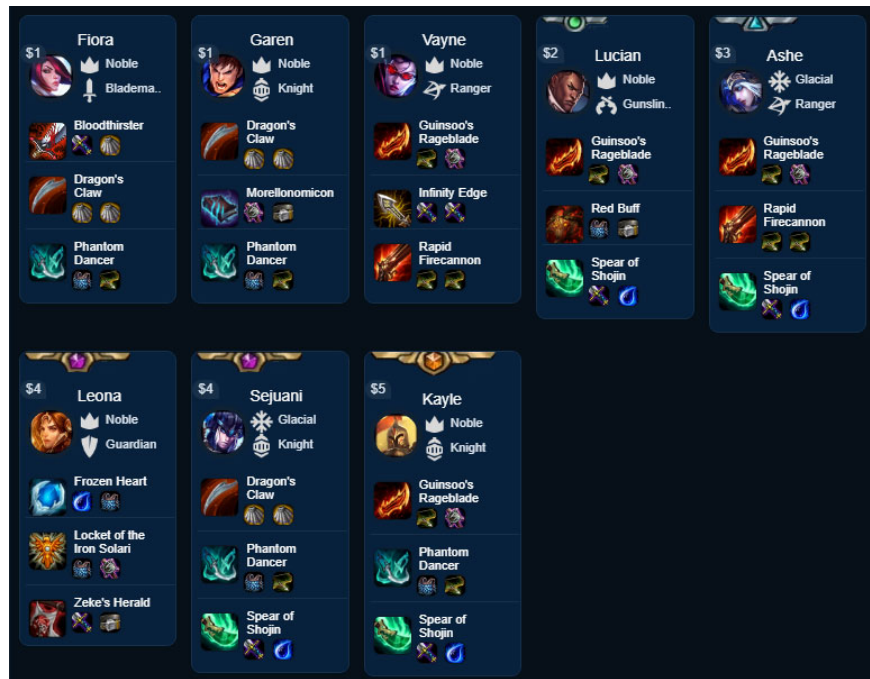 $1
Fiora
Noble
Bladema..
Bloodthirster
Dragon's
Claw
Phantom
Dancer
$1
Garen
Noble
Knight
Dragon's
Claw
Morellonomicon
Phantom
Dancer
$1
Vayne
Noble
Ranger
Guinsoo's
Rageblade
Infinity Edge
Rapid
Firecannon
$2
Lucian
Noble
Gunslin..
Guinsoo's
Rageblade
Red Buff
Spear of
Shojin
$3
Ashe
Glacial
Ranger
Guinsoo's
Rageblade
Rapid
Firecannon
Spear of
Shojin
$4
Leona
Noble
Guardian
Frozen Heart
Locket of the
Iron Solari
Zeke's Herald
$4
Sejuani
Glacial
Knight
Dragon's
Claw
Phantom
Dancer
Spear of
Shojin
$5
Kayle
Noble
Knight
Guinsoo's
Rageblade
Phantom
Dancer
Spear of
Shojin